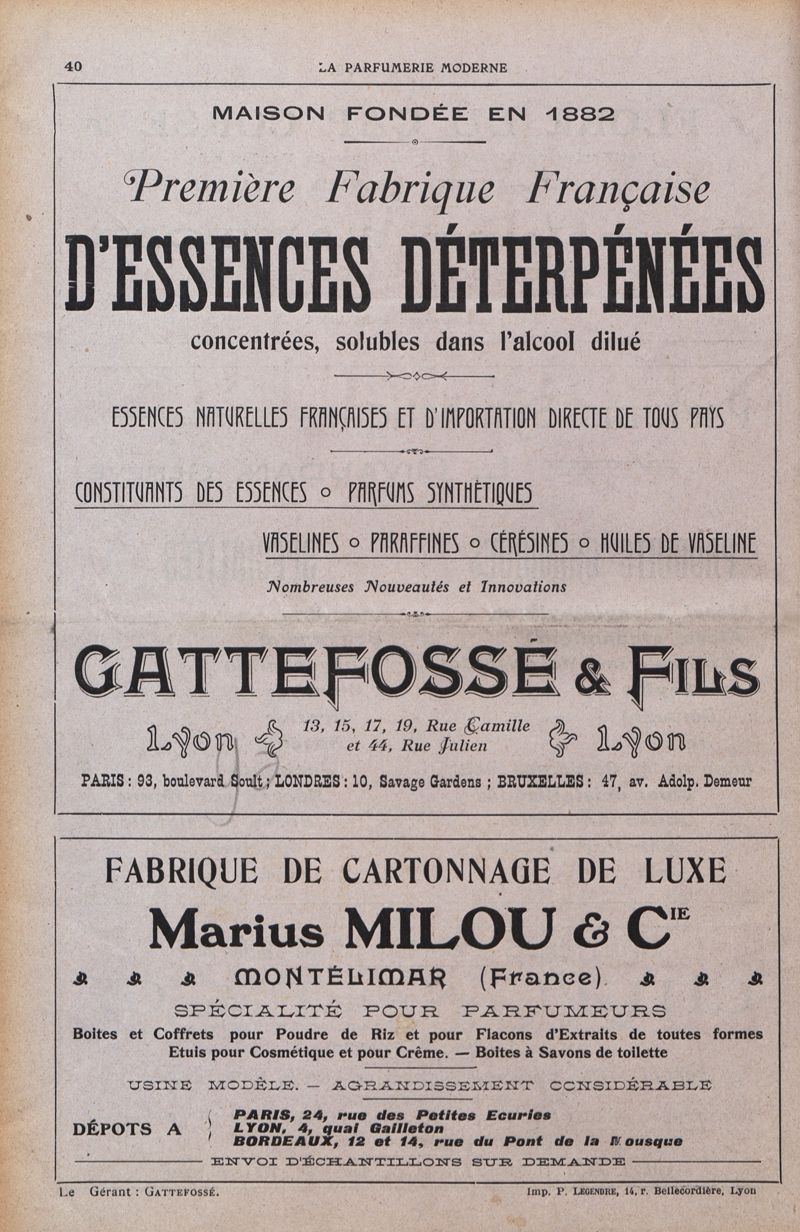 40 LA PARFUMERIE MODERNE
MAISON FONDÉE EN 1882
Première Fabrique Française
D'ESSENCES DÉTERPÉNÉES
concentrées, solubles dans l'alcool dilué
ESSENCES NATURELLES FRANÇAISES ET D'IMPORTATION DIRECTE DE TOUS PAYS
CONSTITUANTS DES ESSENCES o PARFUMS SYNTHÉTIQUES
VASELINES o PARAFFINES o CÉRÉSINES o HUILES DE VASELINE
Nombreuses Nouveautés et Innovations
GATTEFOSSÉ & FILS
Lyon 13, 15, 17, 19, Rue Camille Lyon
et 44, Rue Julien
PARIS : 93, boulevard Soult ; LONDRES : 10, Savage Gardens ; BRUXELLES : 47, av. Adolp. Demeur
FABRIQUE DE CARTONNAGE DE LUXE
Marius MILOU & CIE
MONTÉLIMAR (France)
SPÉCIALITÉ POUR PARFUMEURS
Boites et Coffrets pour Poudre de Riz et pour Flacons d'Extraits de toutes formes
Etuis pour Cosmétique et pour Crême. — Boites à Savons de toilette
USINE MODÈLE. — AGRANDISSEMENT CONSIDÉRABLE
DÉPOTS A
PARIS, 24, rue des Petites Ecuries
LYON, 4, quai Gailleton
BORDEAUX, 12 et 14, rue du Pont de la Mousque
ENVOI D'ÉCHANTILLONS SUR DEMANDE
Le Gérant : GATTEFOSSÉ. Imp. P. LEGENDRE, 14, r. Bellecordière, Lyon